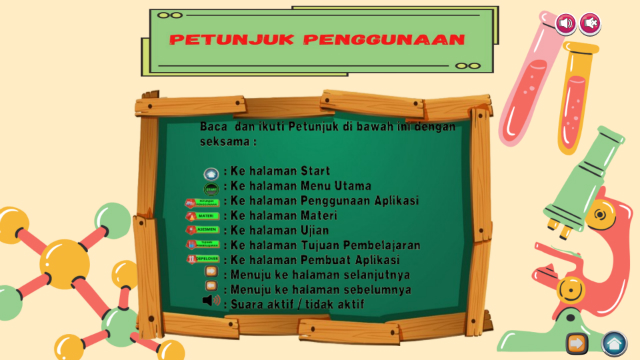 PETUNJUK PENGGUNAAN
Baca dan ikuti Petunjuk di bawah ini dengan
seksama :
: Ke halaman Start
: Ke halaman Menu Utama
: Ke halaman Penggunaan Aplikasi
: Ke halaman Materi
MATERI
: Ke halaman Ujian
: Ke halaman Tujuan Pembelajaran
: Ke halaman Pembuat Aplikasi
: Menuju ke halaman selanjutnya
: Menuju ke halaman sebelumnya
: Suara aktif / tidak aktif